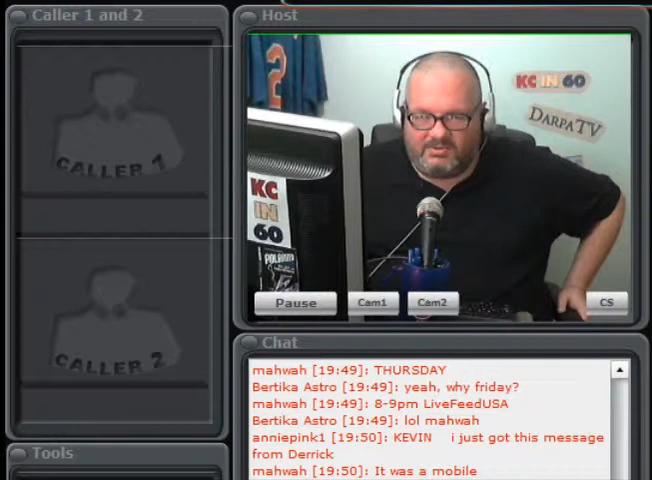 Caller 1 and 2
CALLER 1
CALLER 2
Tools
Host
2
KC IN 60
DARPATV
KC
IN
60
Pause
Cam1
Cam2
CS
Chat
mahwah [19:49]: THURSDAY
Bertika Astro [19:49]: yeah, why friday?
mahwah [19:49]: 8-9pm LiveFeedUSA
Bertika Astro [19:49]: lol mahwah
anniepink1 [19:50]: KEVIN i just got this message
from Derrick
mahwah [19:50]: It was a mobile